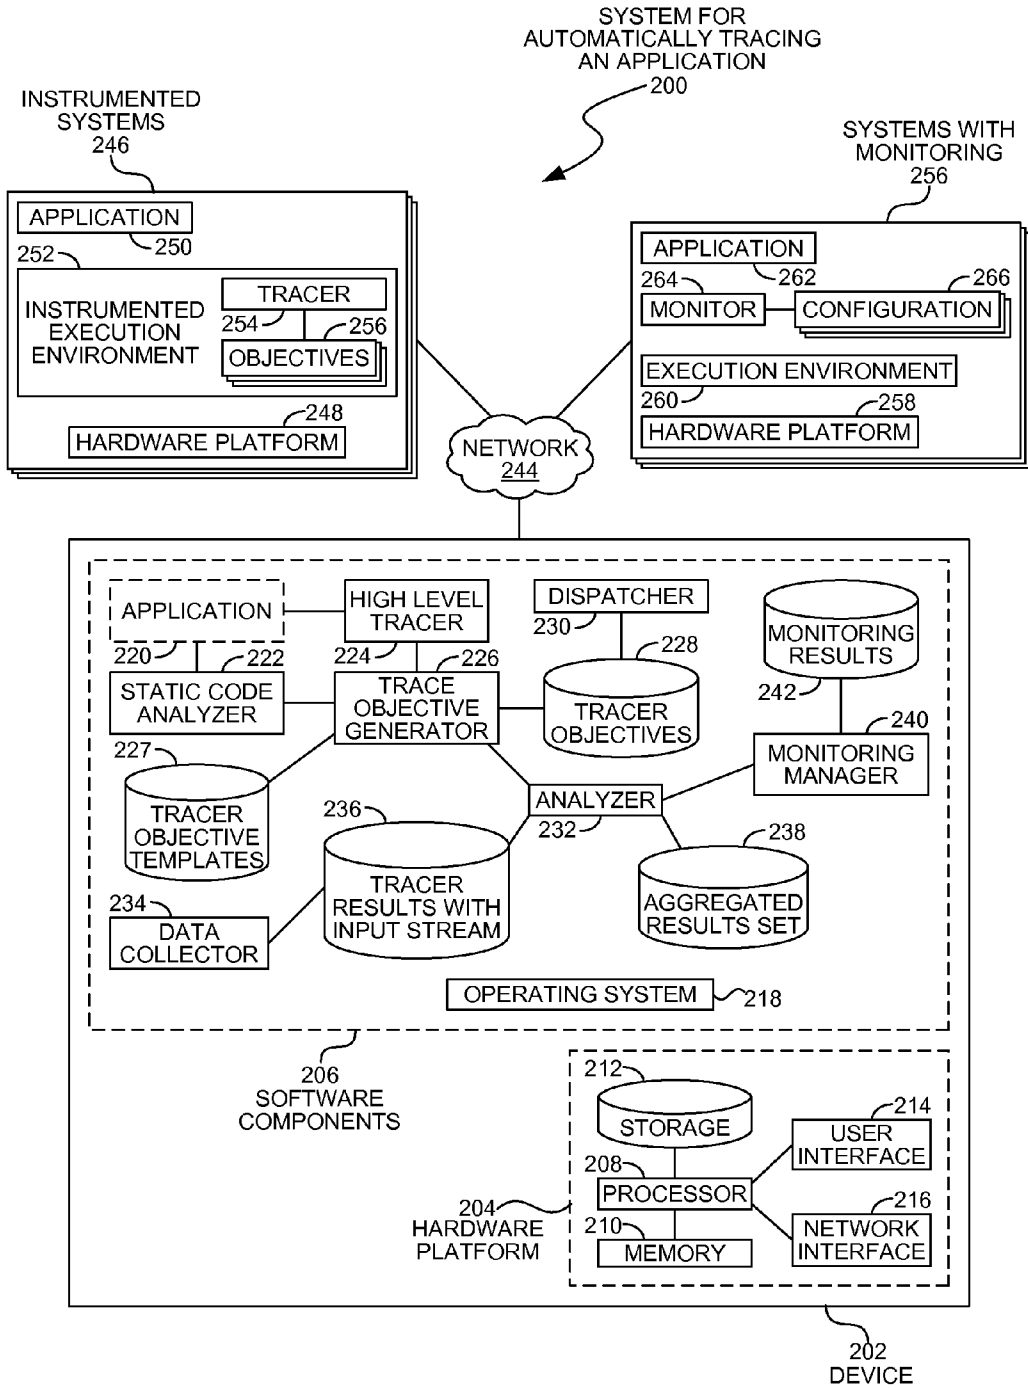 SYSTEM FOR
AUTOMATICALLY TRACING
AN APPLICATION
200
INSTRUMENTED
SYSTEMS
246
APPLICATION
250
252
INSTRUMENTED
EXECUTION
ENVIRONMENT
TRACER
254
256
OBJECTIVES
248
HARDWARE PLATFORM
SYSTEMS WITH
MONITORING
256
APPLICATION
262
264
266
MONITOR
CONFIGURATION
EXECUTION ENVIRONMENT
260
258
HARDWARE PLATFORM
NETWORK
244
APPLICATION
220
HIGH LEVEL
TRACER
224
DISPATCHER
230
MONITORING
RESULTS
242
222
STATIC CODE
ANALYZER
226
TRACE
OBJECTIVE
GENERATOR
228
TRACER
OBJECTIVES
240
MONITORING
MANAGER
227
TRACER
OBJECTIVE
TEMPLATES
ANALYZER
232
236
TRACER
RESULTS WITH
INPUT STREAM
238
AGGREGATED
RESULTS SET
234
DATA
COLLECTOR
OPERATING SYSTEM
218
206
SOFTWARE
COMPONENTS
212
STORAGE
214
USER
INTERFACE
208
PROCESSOR
204
HARDWARE
PLATFORM
210
MEMORY
216
NETWORK
INTERFACE
202
DEVICE